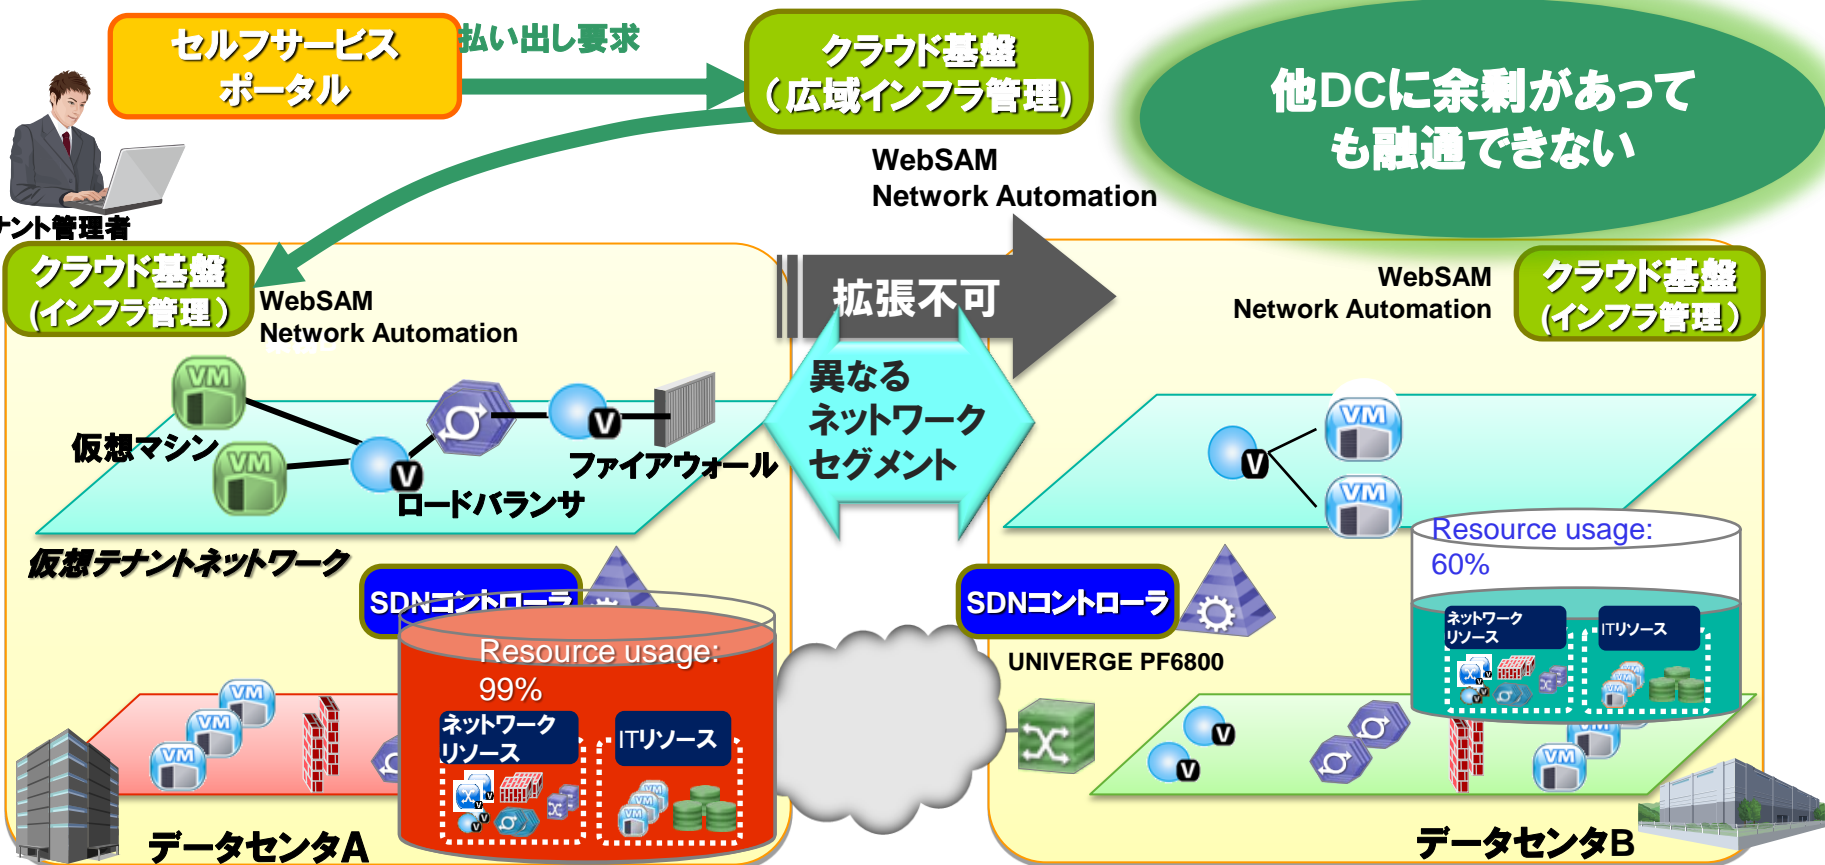 セルフサービス
ポータル
払い出し要求
クラウド基盤
（広域インフラ管理)
他DCに余剰があって
も融通できない
WebSAM
Network Automation
ナント管理者
クラウド基盤
(インフラ管理）
WebSAM
Network Automation
拡張不可
WebSAM
Network Automation
クラウド基盤
(インフラ管理）
異なる
ネットワーク
セグメント
VM
仮想マシン
VM
V
ロードバランサ
V
ファイアウォール
仮想テナントネットワーク
V
VM
VM
SDNコントローラ
Resource usage:
99%
ネットワーク
リソース
ITリソース
VM
VM
VM
データセンタA
SDNコントローラ
UNIVERGE PF6800
Resource usage:
60%
ネットワーク
リソース
ITリソース
V
V
VM
データセンタB